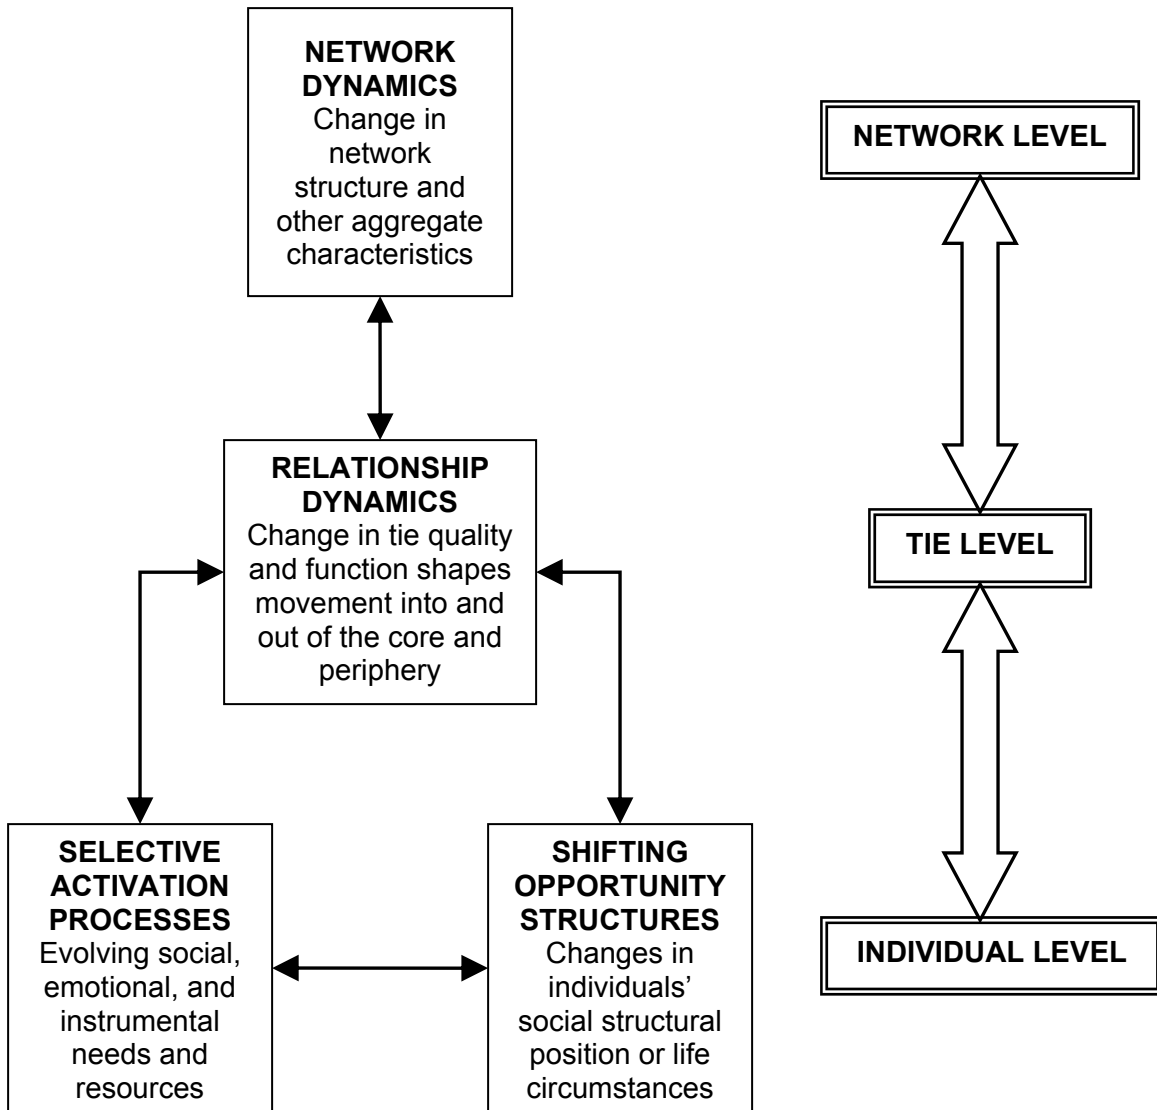 NETWORK
DYNAMICS
Change in
network
structure and
other aggregate
characteristics
NETWORK LEVEL
RELATIONSHIP
DYNAMICS
Change in tie quality
and function shapes
movement into and
out of the core and
periphery
TIE LEVEL
SELECTIVE
ACTIVATION
PROCESSES
Evolving social,
emotional, and
instrumental
needs and
resources
SHIFTING
OPPORTUNITY
STRUCTURES
Changes in
individuals’
social structural
position or life
circumstances
INDIVIDUAL LEVEL